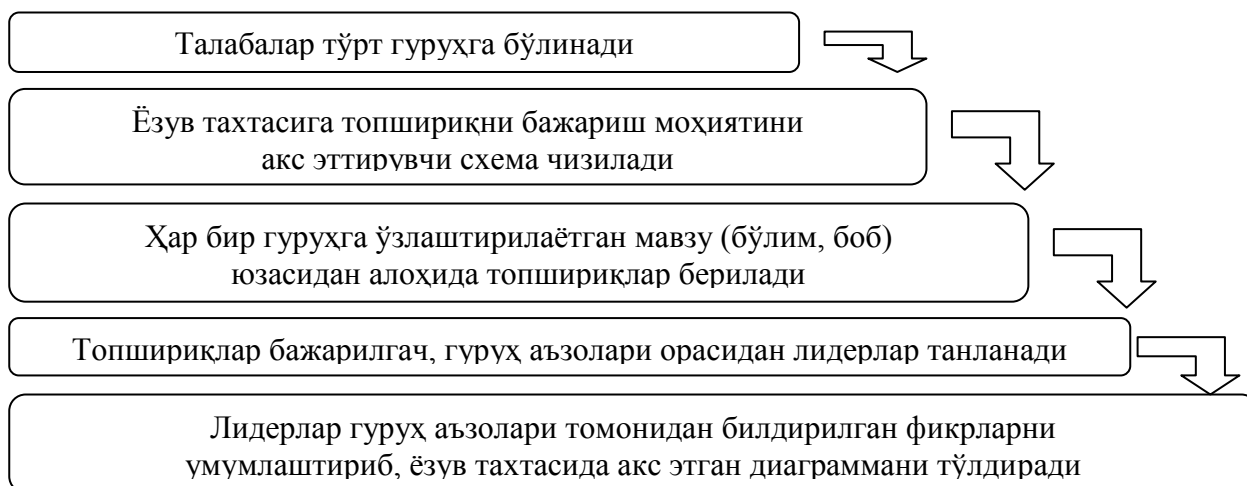 Талабалар тўрт гуруҳга бўлинади
Ёзув тахтасига топшириқни бажариш моҳиятини
акс эттирувчи схема чизилади
Ҳар бир гуруҳга ўзлаштирилаётган мавзу (бўлим, боб)
юзасидан алоҳида топшириқлар берилади
Топшириқлар бажарилгач, гуруҳ аъзолари орасидан лидерлар танланади
Лидерлар гуруҳ аъзолари томонидан билдирилган фикрларни
умумлаштириб, ёзув тахтасида акс этган диаграммани тўлдиради